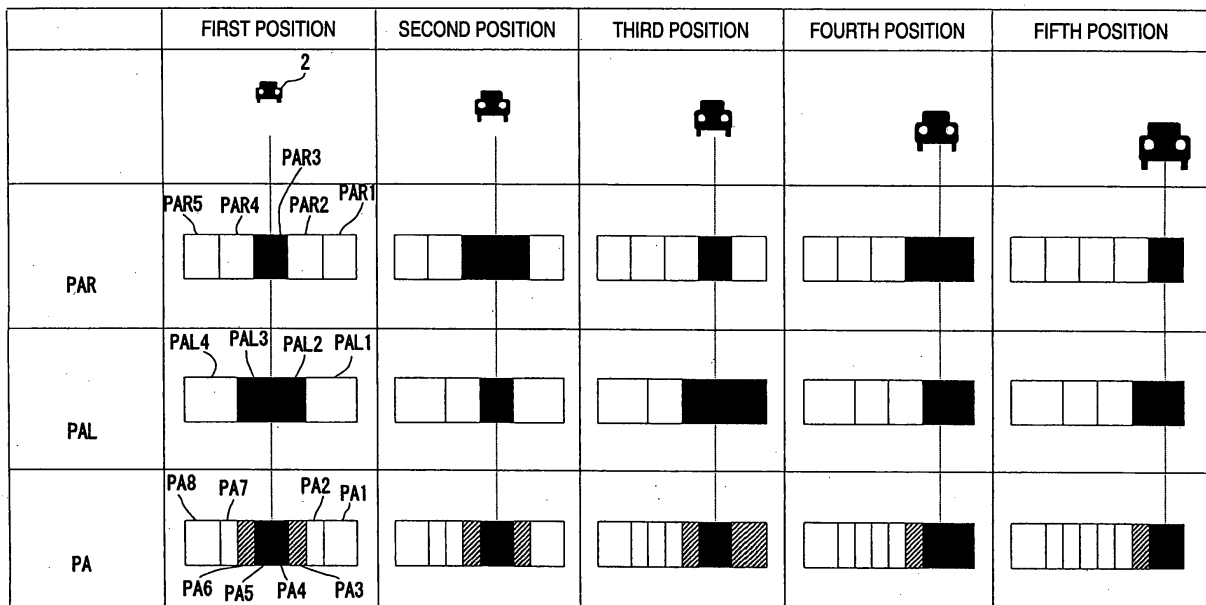 FIRST POSITION SECOND POSITION THIRD POSITION FOURTH POSITION FIFTH POSITION
2
PAR3
PAR5 PAR4 PAR2 PAR1
PAR
PAL4 PAL3 PAL2 PAL1
PAL
PA8 PA7 PA2 PA1
PA
PA6 PA5 PA4 PA3